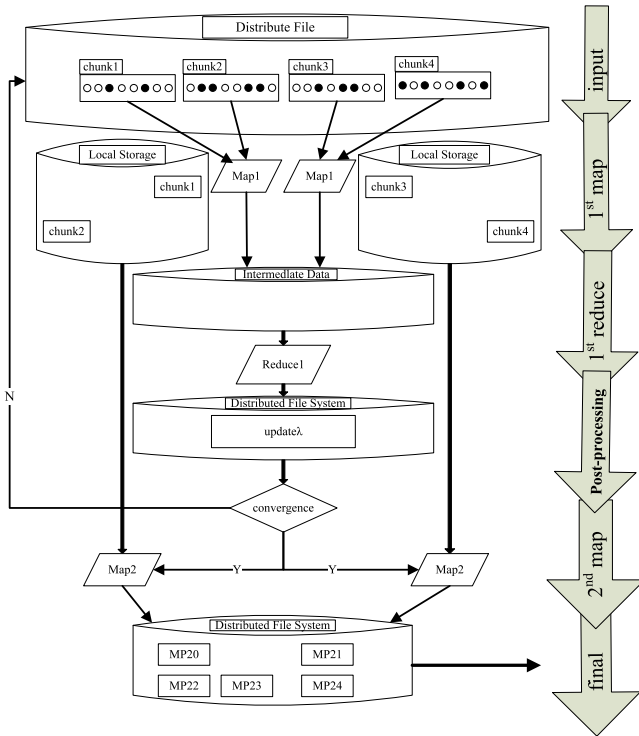 Distribute File
chunk1
chunk2
chunk3
chunk4
input
Local Storage
chunk1
chunk2
Map1
Map1
Local Storage
chunk3
chunk4
1st map
Intermedlate Data
1st reduce
Reduce1
N
Distributed File System
updateλ
Post-processing
convergence
Map2
Y
Y
Map2
2nd map
Distributed File System
MP20
MP21
MP22
MP23
MP24
final